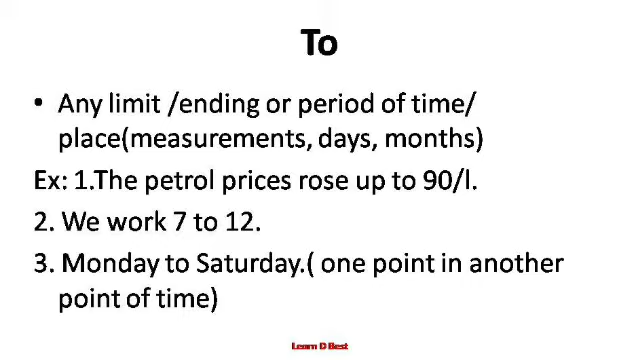 To
• Any limit /ending or period of time/
place(measurements, days, months)
Ex: 1.The petrol prices rose up to 90/l.
2. We work 7 to 12.
3. Monday to Saturday.( one point in another
point of time)
Learn D Best